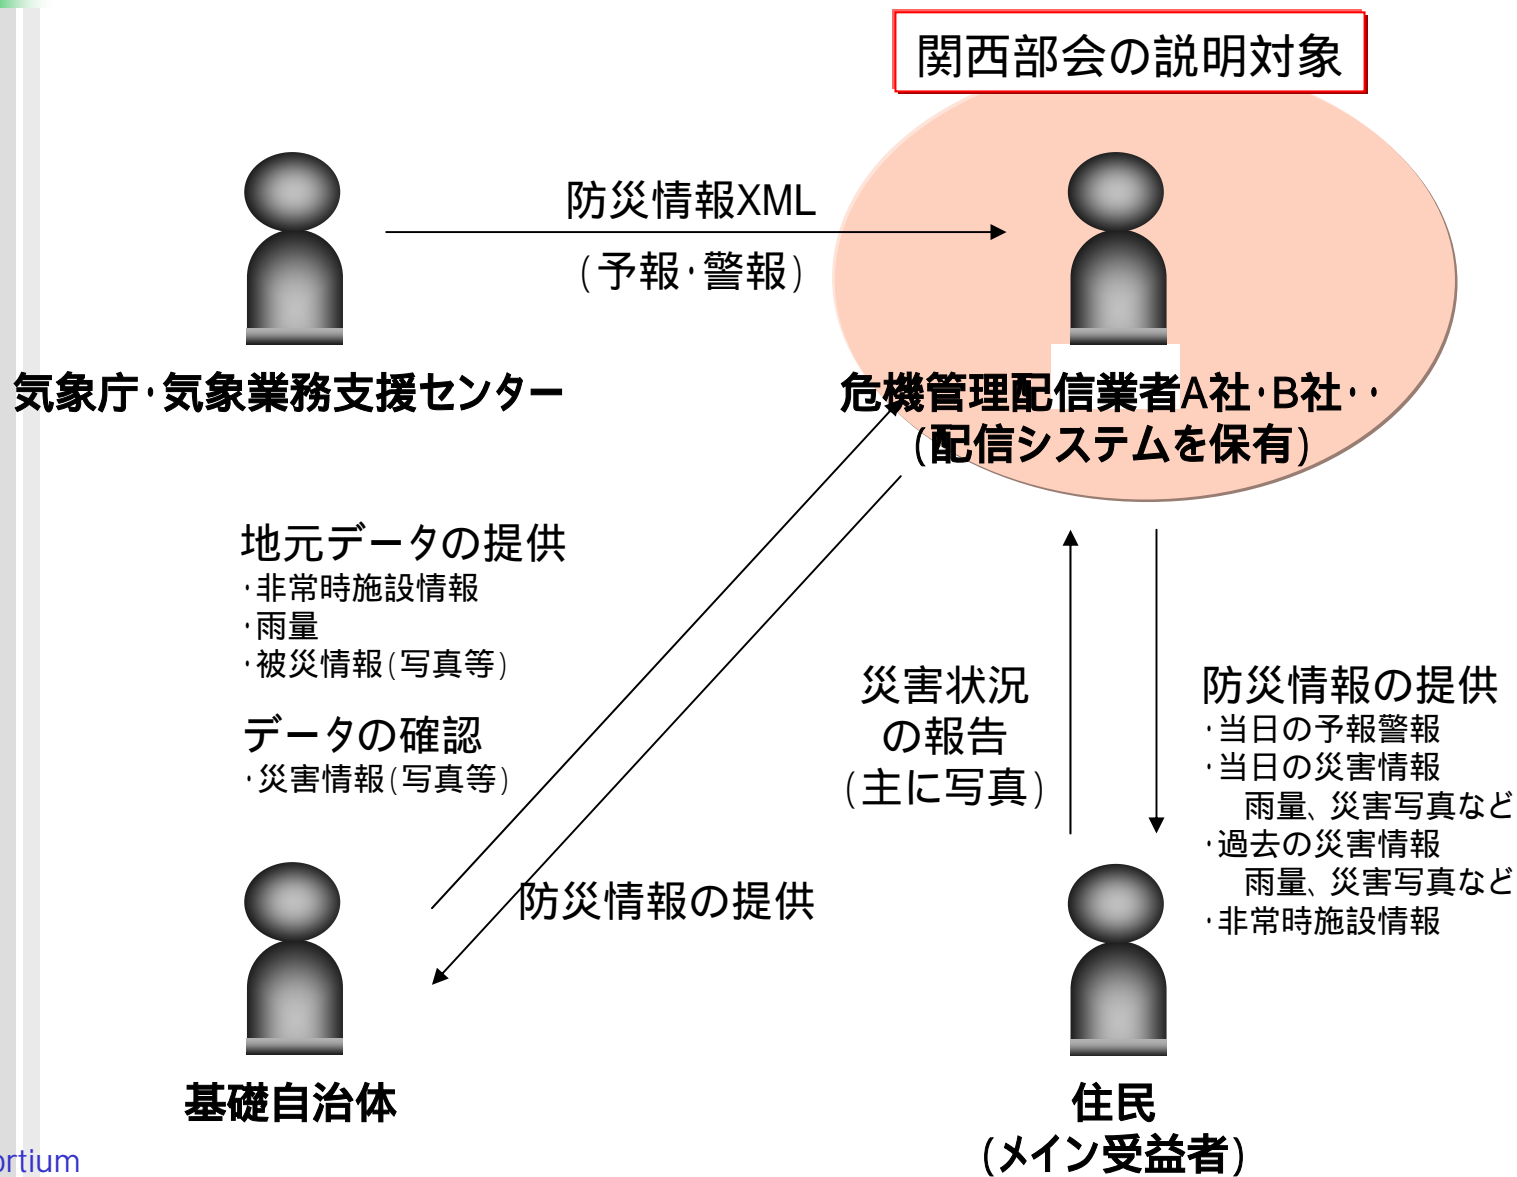 関西部会の説明対象
防災情報XML
(予報・警報)
気象庁・気象業務支援センター
危機管理配信業者A社・B社・・
(配信システムを保有)
地元データの提供
・非常時施設情報
・雨量
・被災情報(写真等)
データの確認
・災害情報(写真等)
災害状況
の報告
(主に写真)
防災情報の提供
・当日の予報警報
・当日の災害情報
雨量、災害写真など
・過去の災害情報
雨量、災害写真など
・非常時施設情報
防災情報の提供
基礎自治体
住民
(メイン受益者)
ortium